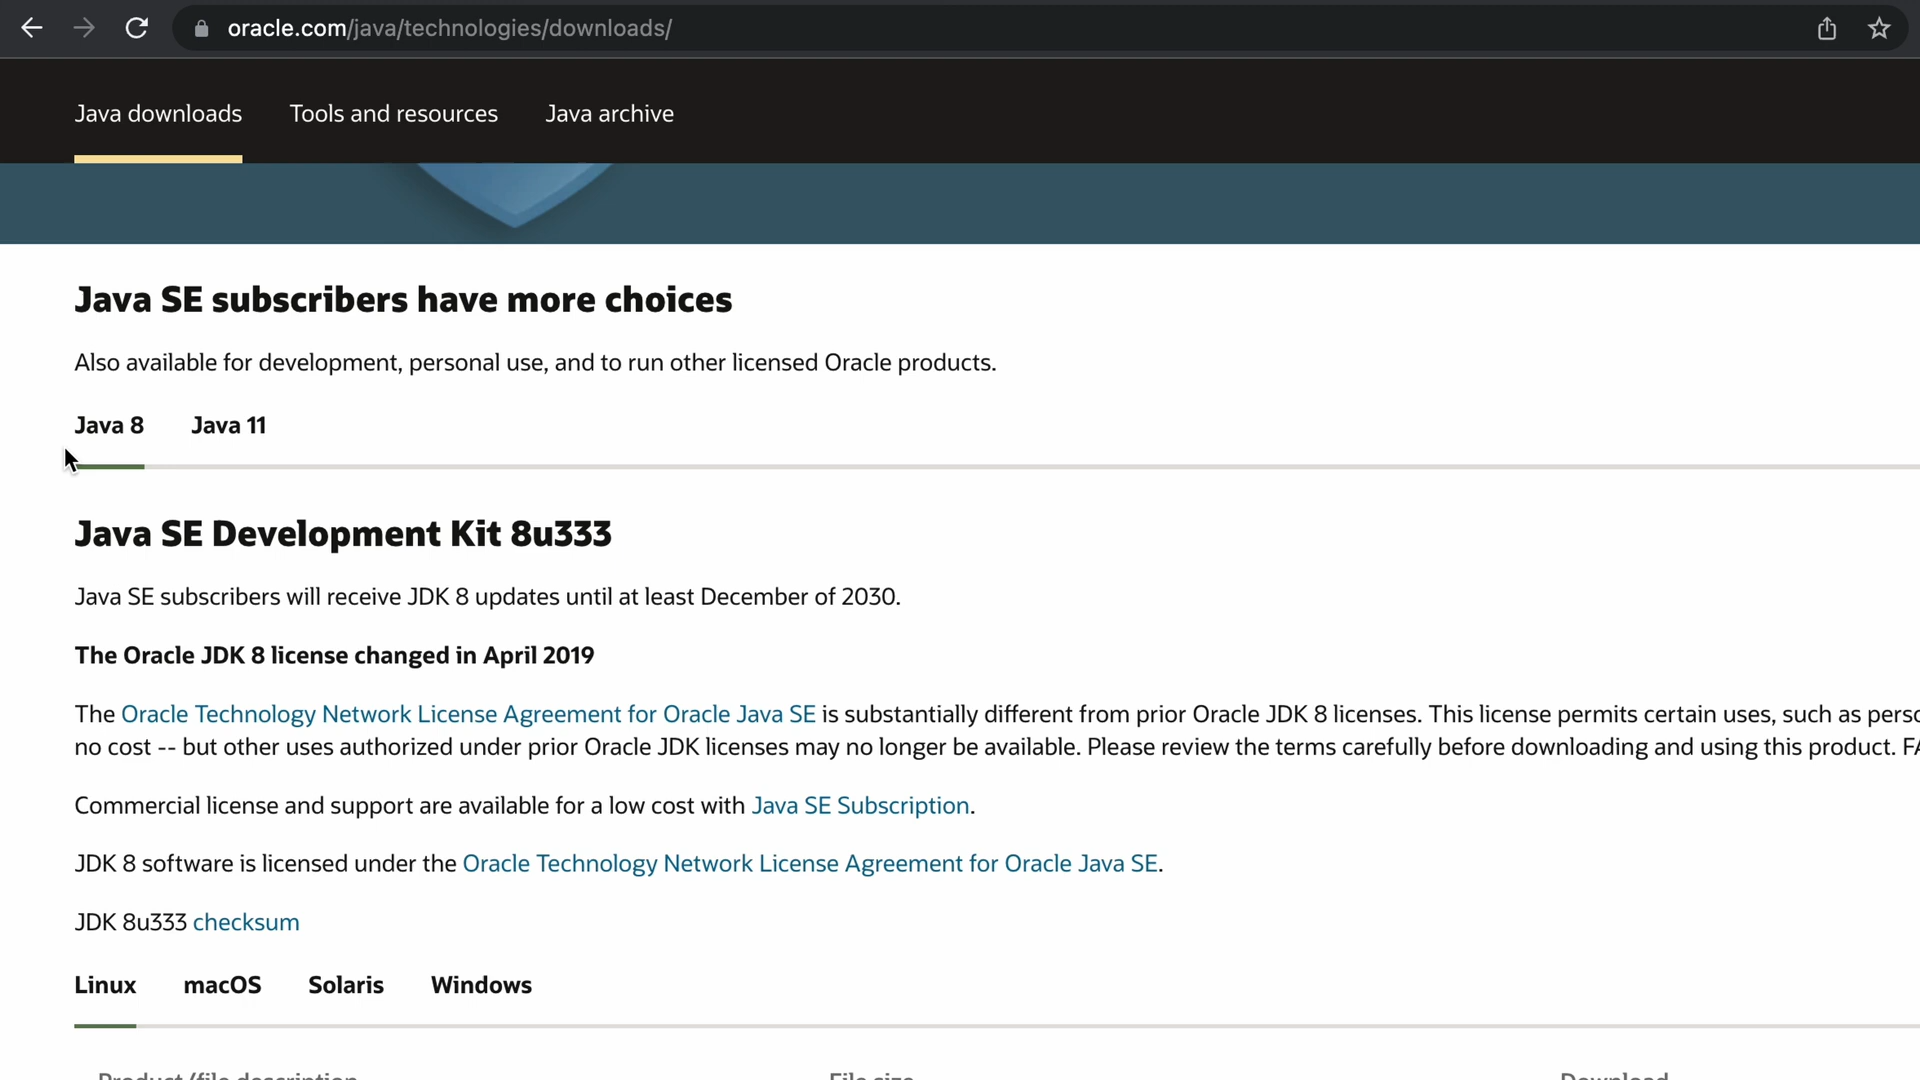 oracle.com/java/technologies/downloads/
Java downloads Tools and resources Java archive
Java SE subscribers have more choices
Also available for development, personal use, and to run other licensed Oracle products.
Java 8 Java 11
Java SE Development Kit 8u333
Java SE subscribers will receive JDK 8 updates until at least December of 2030.
The Oracle JDK 8 license changed in April 2019
The Oracle Technology Network License Agreement for Oracle Java SE is substantially different from prior Oracle JDK 8 licenses. This license permits certain uses, such as perso
no cost -- but other uses authorized under prior Oracle JDK licenses may no longer be available. Please review the terms carefully before downloading and using this product. FA
Commercial license and support are available for a low cost with Java SE Subscription.
JDK 8 software is licensed under the Oracle Technology Network License Agreement for Oracle Java SE.
JDK 8u333 checksum
Linux macOS Solaris Windows
Product/file description File size Download